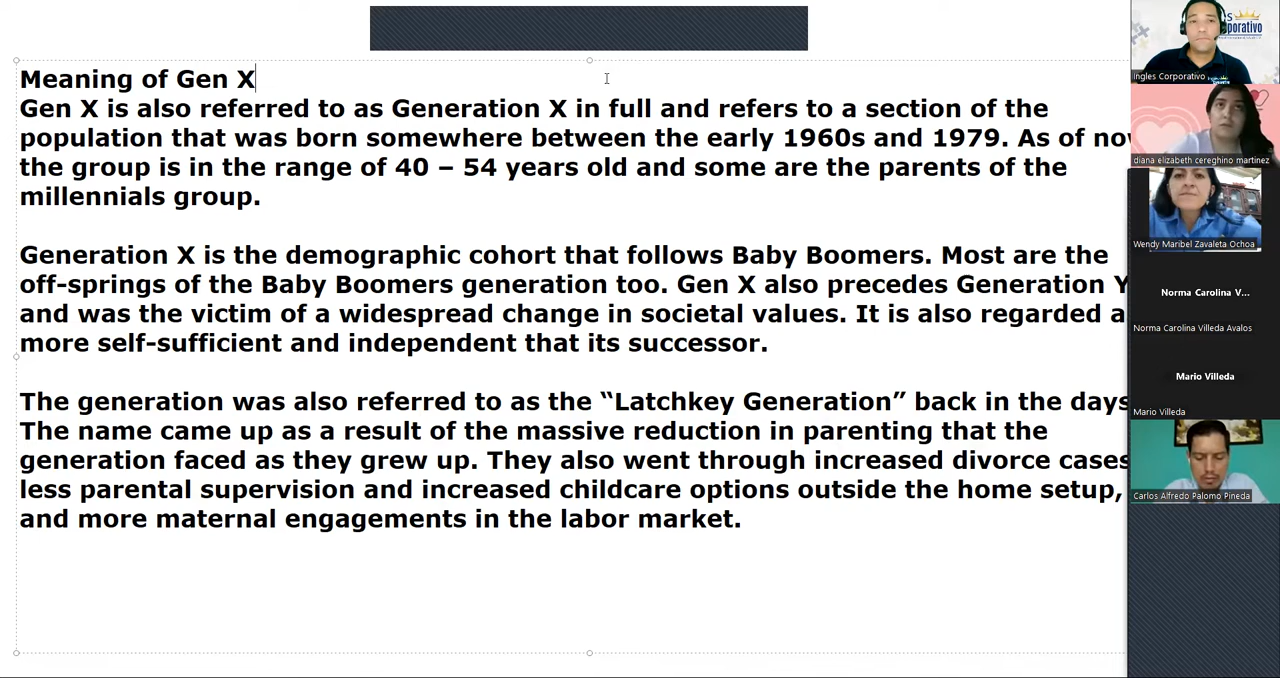 Meaning of Gen X
Gen X is also referred to as Generation X in full and refers to a section of the
population that was born somewhere between the early 1960s and 1979. As of
the group is in the range of 40 – 54 years old and some are the parents of the
millennials group.
Generation X is the demographic cohort that follows Baby Boomers. Most are the
off-springs of the Baby Boomers generation too. Gen X also precedes Generation Y
and was the victim of a widespread change in societal values. It is also regarded
more self-sufficient and independent that its successor.
The generation was also referred to as the “Latchkey Generation” back in the days
The name came up as a result of the massive reduction in parenting that the
generation faced as they grew up. They also went through increased divorce cases
less parental supervision and increased childcare options outside the home setup,
and more maternal engagements in the labor market.
Ingles Corporativo
diana elizabeth cereghino martinez
Wendy Maribel Zavaleta Ochoa
Norma Carolina V...
Norma Carolina Villeda Avalos
Mario Villeda
Mario Villeda
Carlos Alfredo Palomo Pineda